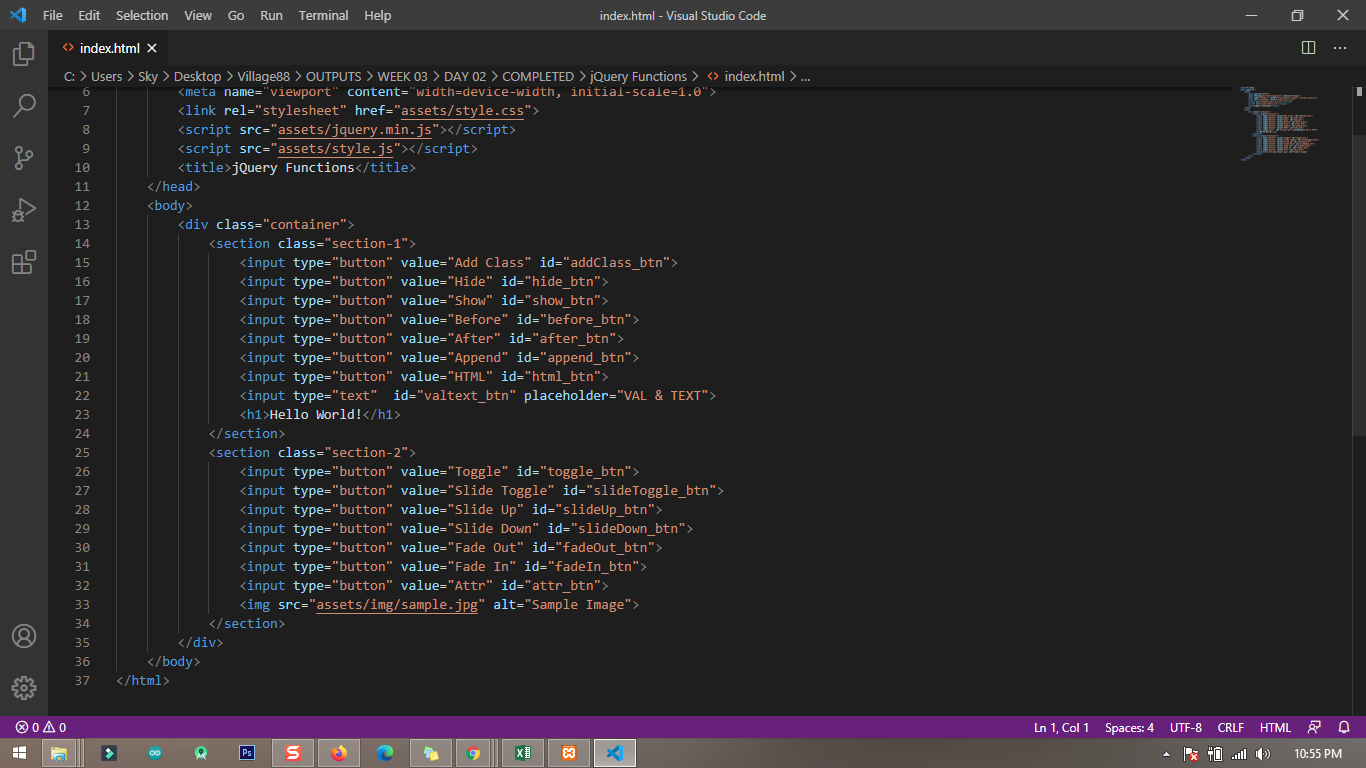 File Edit Selection View Go Run Terminal Help index.html - Visual Studio Code
index.html
C: > Users > Sky > Desktop > Village88 > OUTPUTS > WEEK 03 > DAY 02 > COMPLETED > jQuery Functions > index.html > ...
6 <meta name="viewport" content="width=device-width, initial-scale=1.0">
7 <link rel="stylesheet" href="assets/style.css">
8 <script src="assets/jquery.min.js"></script>
9 <script src="assets/style.js"></script>
10 <title>jQuery Functions</title>
11 </head>
12 <body>
13 <div class="container">
14 <section class="section-1">
15 <input type="button" value="Add Class" id="addClass_btn">
16 <input type="button" value="Hide" id="hide_btn">
17 <input type="button" value="Show" id="show_btn">
18 <input type="button" value="Before" id="before_btn">
19 <input type="button" value="After" id="after_btn">
20 <input type="button" value="Append" id="append_btn">
21 <input type="button" value="HTML" id="html_btn">
22 <input type="text"  id="valtext_btn" placeholder="VAL & TEXT">
23 <h1>Hello World!</h1>
24 </section>
25 <section class="section-2">
26 <input type="button" value="Toggle" id="toggle_btn">
27 <input type="button" value="Slide Toggle" id="slideToggle_btn">
28 <input type="button" value="Slide Up" id="slideUp_btn">
29 <input type="button" value="Slide Down" id="slideDown_btn">
30 <input type="button" value="Fade Out" id="fadeOut_btn">
31 <input type="button" value="Fade In" id="fadeIn_btn">
32 <input type="button" value="Attr" id="attr_btn">
33 <img src="assets/img/sample.jpg" alt="Sample Image">
34 </section>
35 </div>
36 </body>
37 </html>
0 0 Ln 1, Col 1 Spaces: 4 UTF-8 CRLF HTML
Ps S 10:55 PM